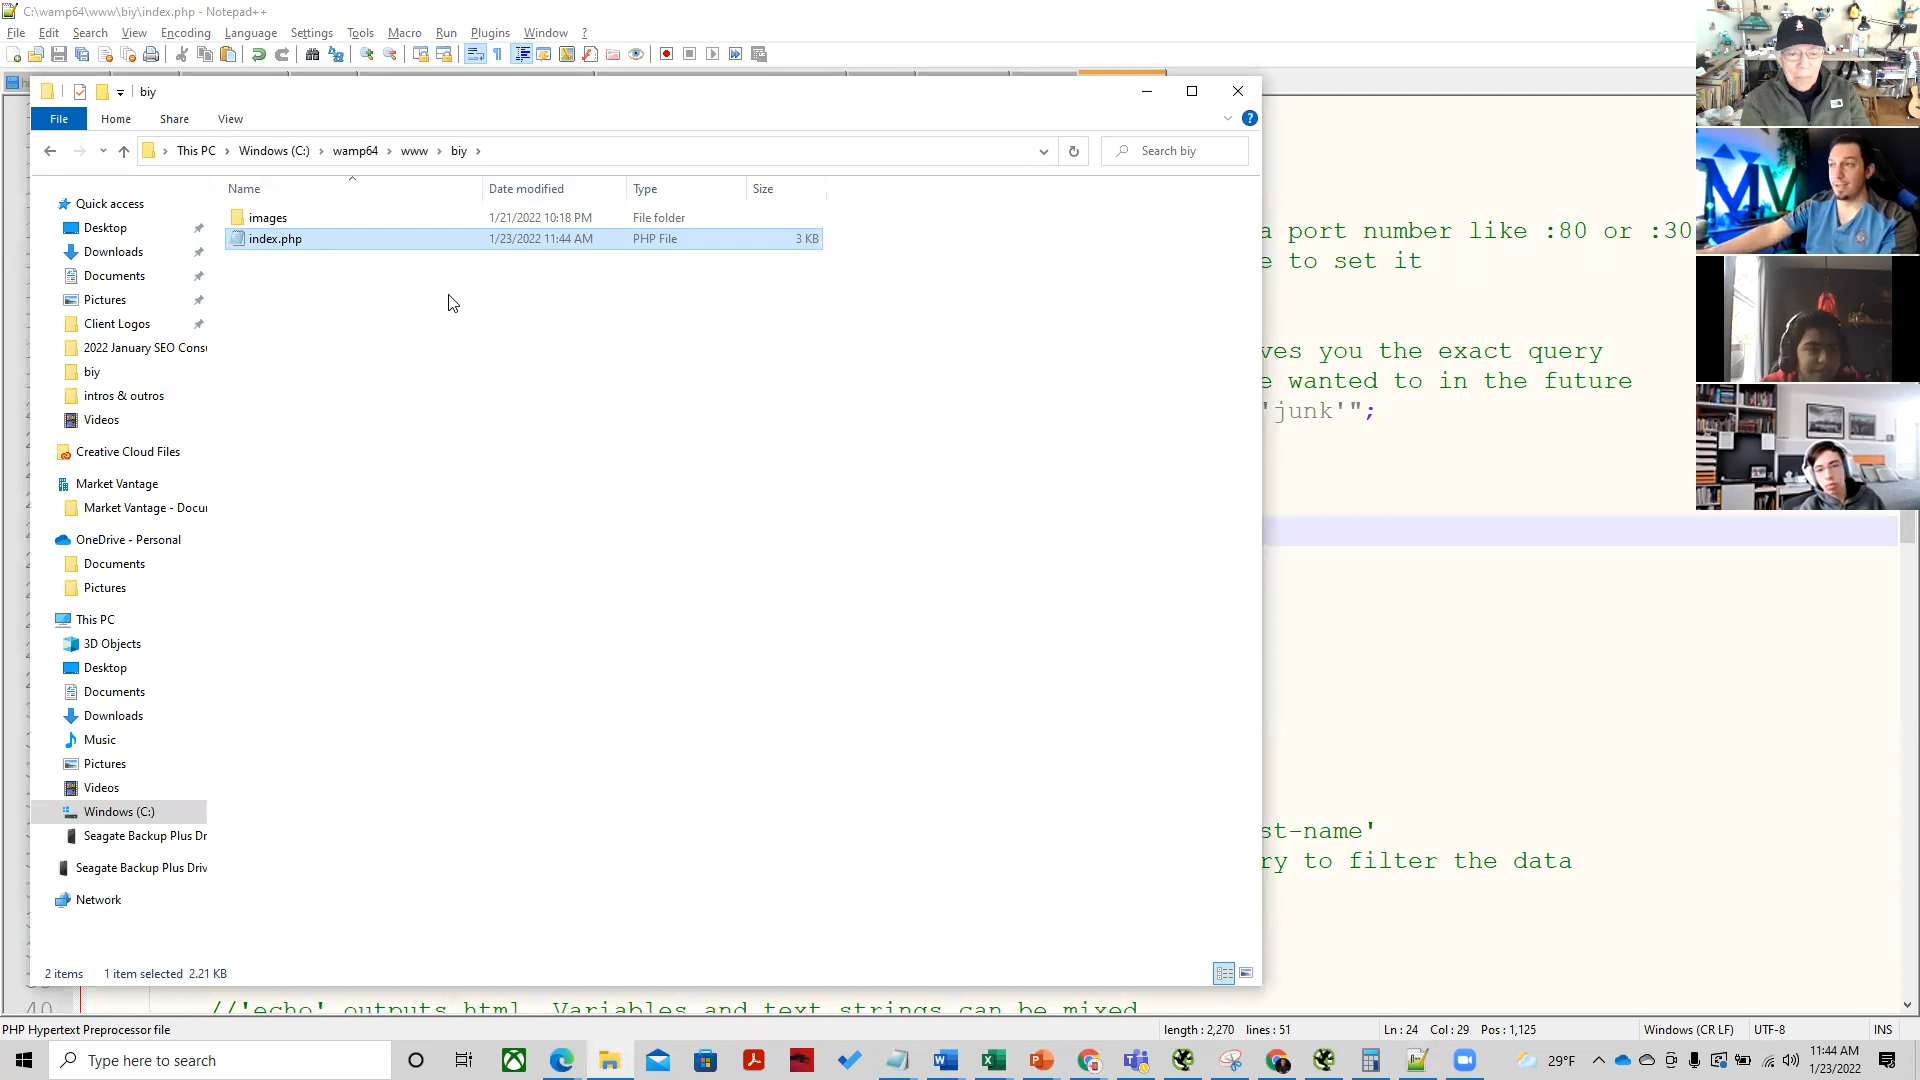 C:\wamp64\www\biy\index.php - Notepad++
File Edit Search View Encoding Language Settings Tools Macro Run Plugins Window ?
biy
File Home Share View
This PC > Windows (C:) > wamp64 > www > biy >
Search biy
Name Date modified Type Size
images 1/21/2022 10:18 PM File folder
index.php 1/23/2022 11:44 AM PHP File 3 KB
Quick access
Desktop
Downloads
Documents
Pictures
Client Logos
2022 January SEO Consu
biy
intros & outros
Videos
Creative Cloud Files
Market Vantage
Market Vantage - Docu
OneDrive - Personal
Documents
Pictures
This PC
3D Objects
Desktop
Documents
Downloads
Music
Pictures
Videos
Windows (C:)
Seagate Backup Plus Dr
Seagate Backup Plus Driv
Network
2 items 1 item selected 2.21 KB
a port number like :80 or :30
e to set it
ves you the exact query
e wanted to in the future
'junk'";
st-name'
ry to filter the data
40 //'echo' outputs html. Variables and text strings can be mixed
PHP Hypertext Preprocessor file length : 2,270 lines : 51 Ln : 24 Col : 29 Pos : 1,125 Windows (CR LF) UTF-8 INS
Type here to search
29°F
11:44 AM
1/23/2022